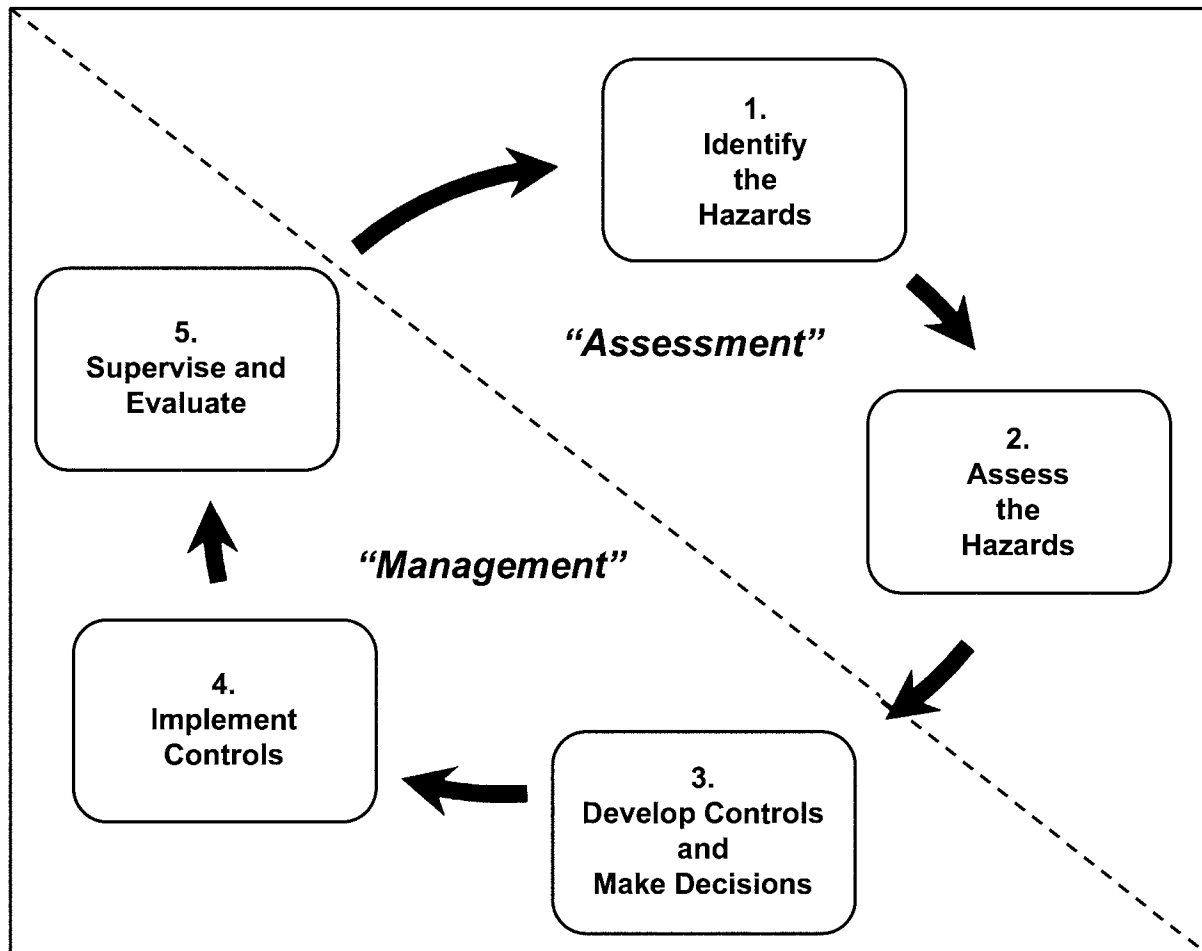 1.
Identify
the
Hazards
“Assessment”
2.
Assess
the
Hazards
3.
Develop Controls
and
Make Decisions
4.
Implement
Controls
5.
Supervise and
Evaluate
“Management”